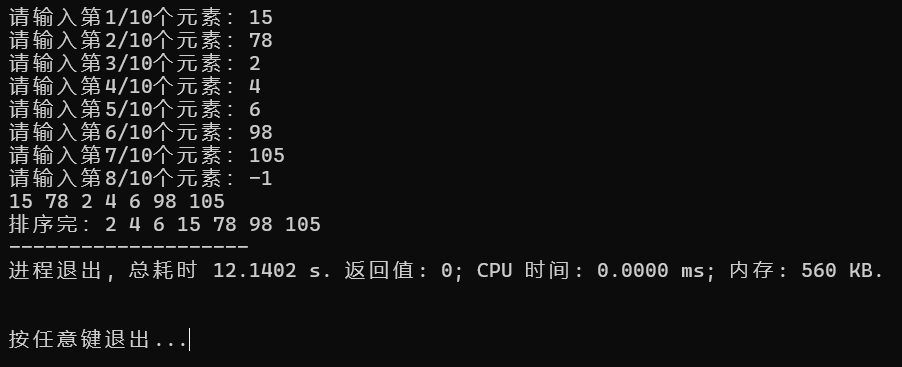 请输入第1/10个元素: 15
请输入第2/10个元素: 78
请输入第3/10个元素: 2
请输入第4/10个元素: 4
请输入第5/10个元素: 6
请输入第6/10个元素: 98
请输入第7/10个元素: 105
请输入第8/10个元素: -1
15 78 2 4 6 98 105
排序完: 2 4 6 15 78 98 105
--------------------
进程退出, 总耗时 12.1402 s. 返回值: 0; CPU 时间: 0.0000 ms; 内存: 560 KB.
按任意键退出...